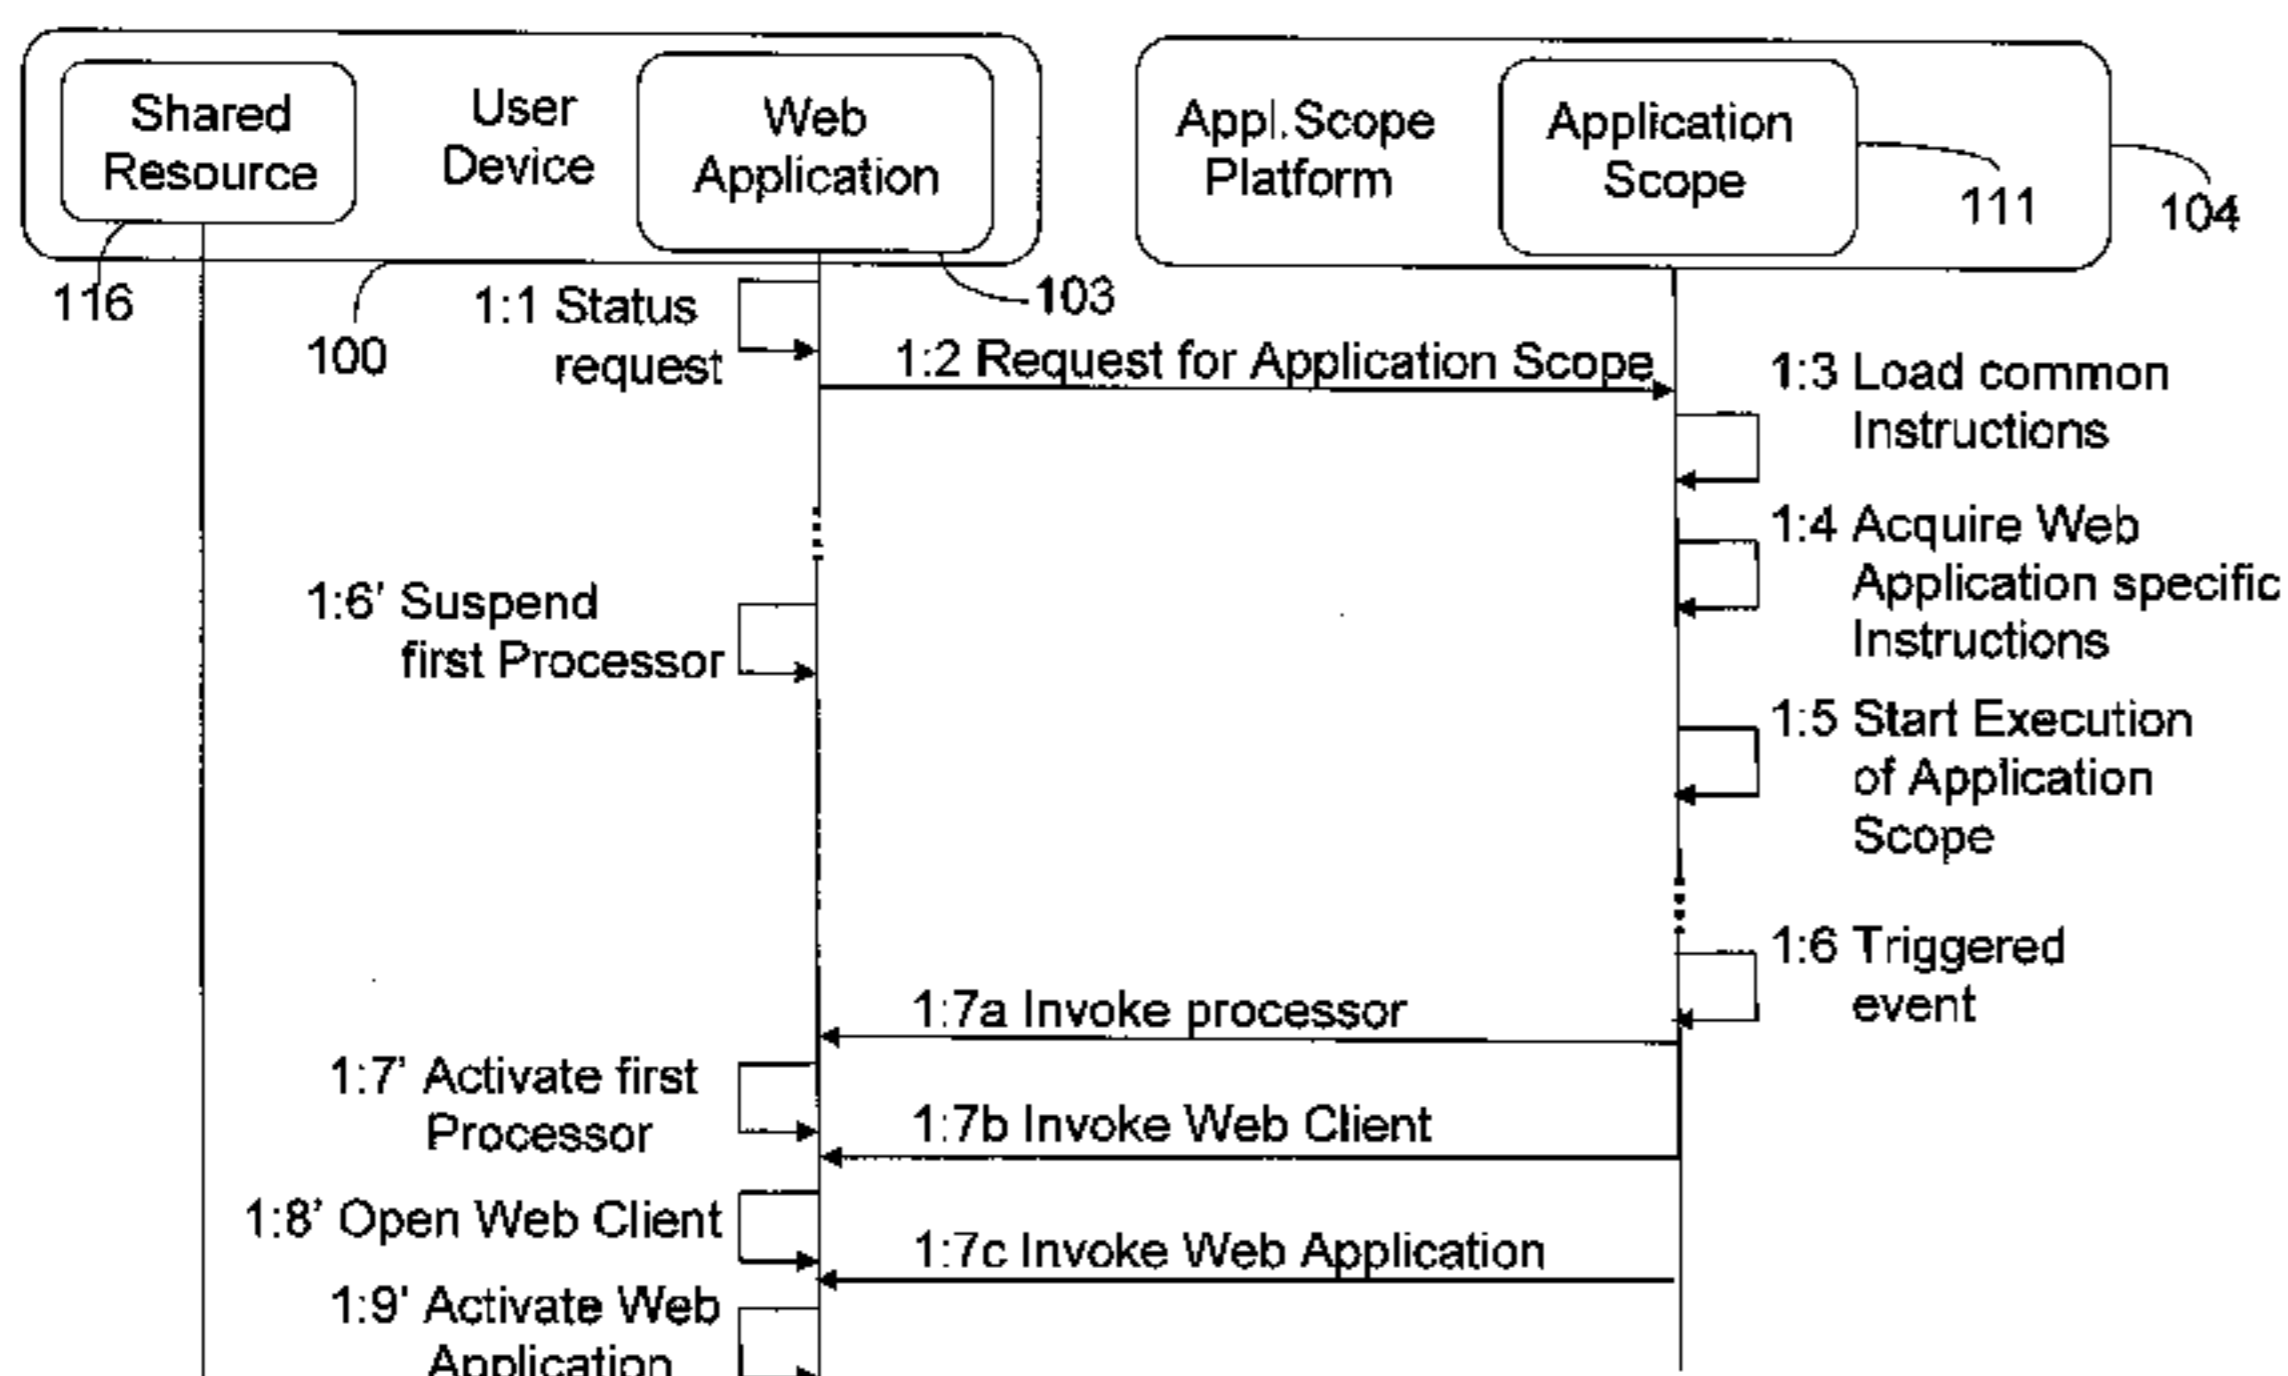 Shared
Resource
User
Device
Web
Application
Appl.Scope
Platform
Application
Scope
111
104
116
100
103
1:1 Status
request
1:2 Request for Application Scope
1:3 Load common
Instructions
1:4 Acquire Web
Application specific
Instructions
1:6' Suspend
first Processor
1:5 Start Execution
of Application
Scope
1:6 Triggered
event
1:7a Invoke processor
1:7' Activate first
Processor
1:7b Invoke Web Client
1:8' Open Web Client
1:7c Invoke Web Application
1:9' Activate Web
Application